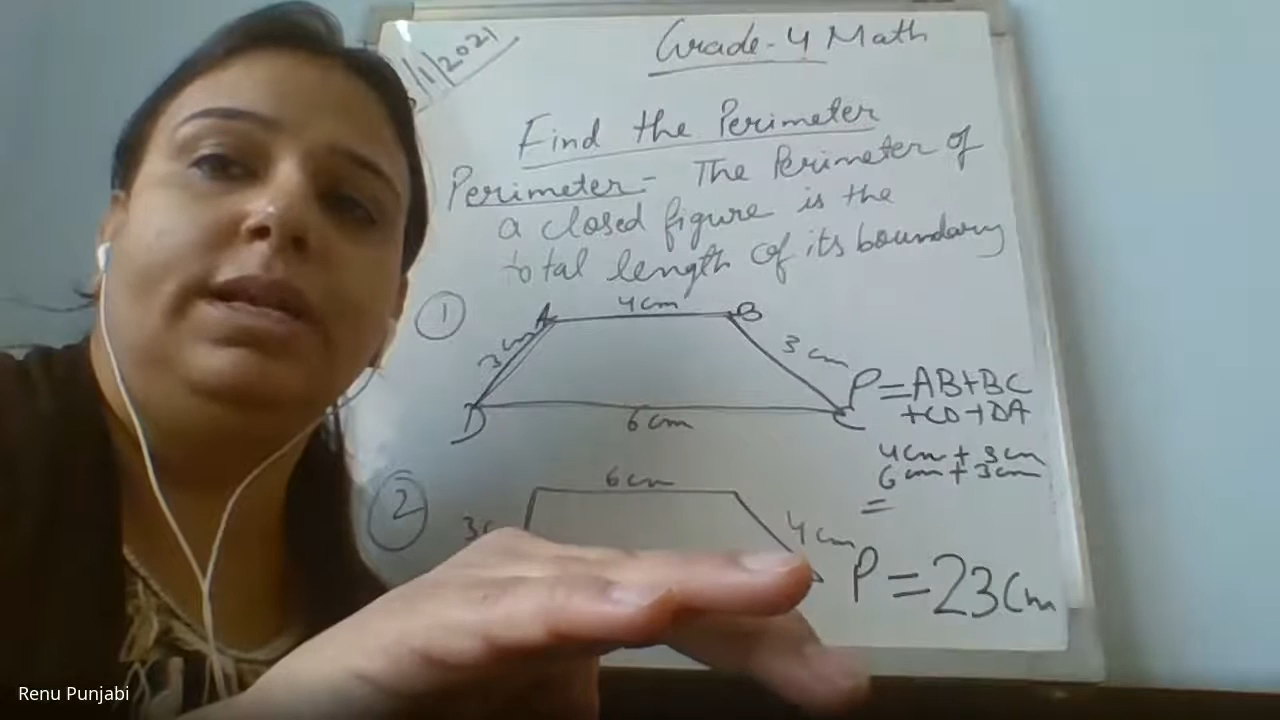 /1/2021
Grade-4 Math
Find the Perimeter
Perimeter- The Perimeter of
a closed figure is the
total length of its boundary
1
A 4cm B
3cm
3 cm
D 6cm C
P=AB+BC
+CD+DA
4cm + 3cm
6cm + 3cm
=
2
6cm
4cm
P=23cm
Renu Punjabi